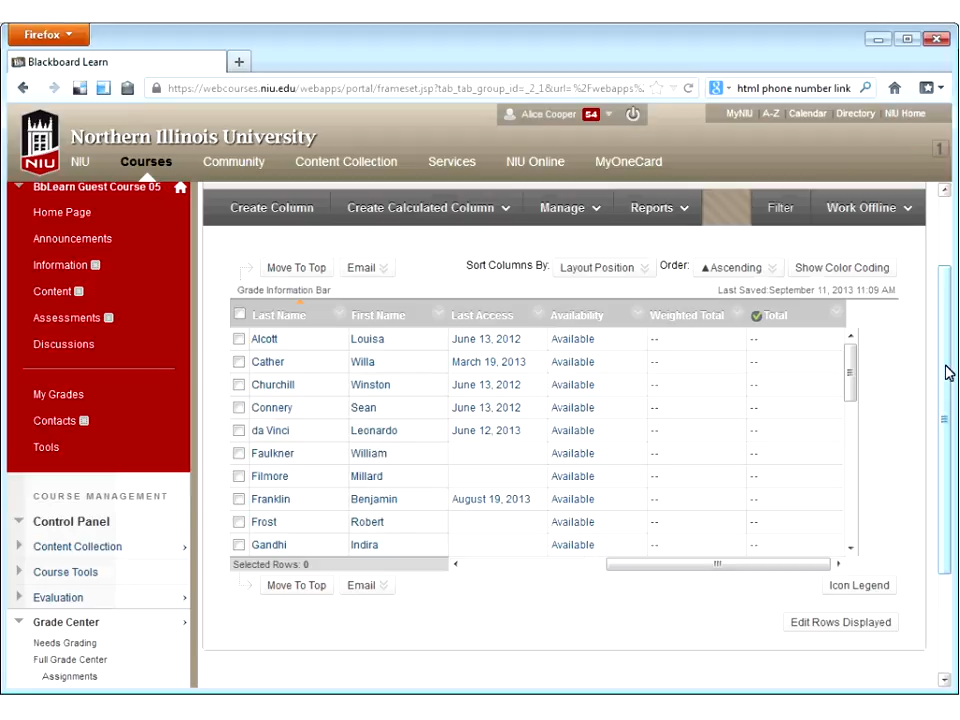 Firefox
Blackboard Learn
https://webcourses.niu.edu/webapps/portal/frameset.jsp?tab_tab_group_id=_2_1&url=%2Fwebapps%
html phone number link
Alice Cooper 54
MyNIU | A-Z | Calendar | Directory | NIU Home
Northern Illinois University
NIU
NIU Courses Community Content Collection Services NIU Online MyOneCard
1
BbLearn Guest Course 05
Home Page
Announcements
Information
Content
Assessments
Discussions
My Grades
Contacts
Tools
COURSE MANAGEMENT
Control Panel
Content Collection
Course Tools
Evaluation
Grade Center
Needs Grading
Full Grade Center
Assignments
Create Column Create Calculated Column Manage Reports Filter Work Offline
Move To Top Email Sort Columns By: Layout Position Order: ▲Ascending Show Color Coding
Grade Information Bar Last Saved:September 11, 2013 11:09 AM
Last Name First Name Last Access Availability Weighted Total Total
Alcott Louisa June 13, 2012 Available -- --
Cather Willa March 19, 2013 Available -- --
Churchill Winston June 13, 2012 Available -- --
Connery Sean June 13, 2012 Available -- --
da Vinci Leonardo June 12, 2013 Available -- --
Faulkner William Available -- --
Filmore Millard Available -- --
Franklin Benjamin August 19, 2013 Available -- --
Frost Robert Available -- --
Gandhi Indira Available -- --
Selected Rows: 0
Move To Top Email Icon Legend
Edit Rows Displayed